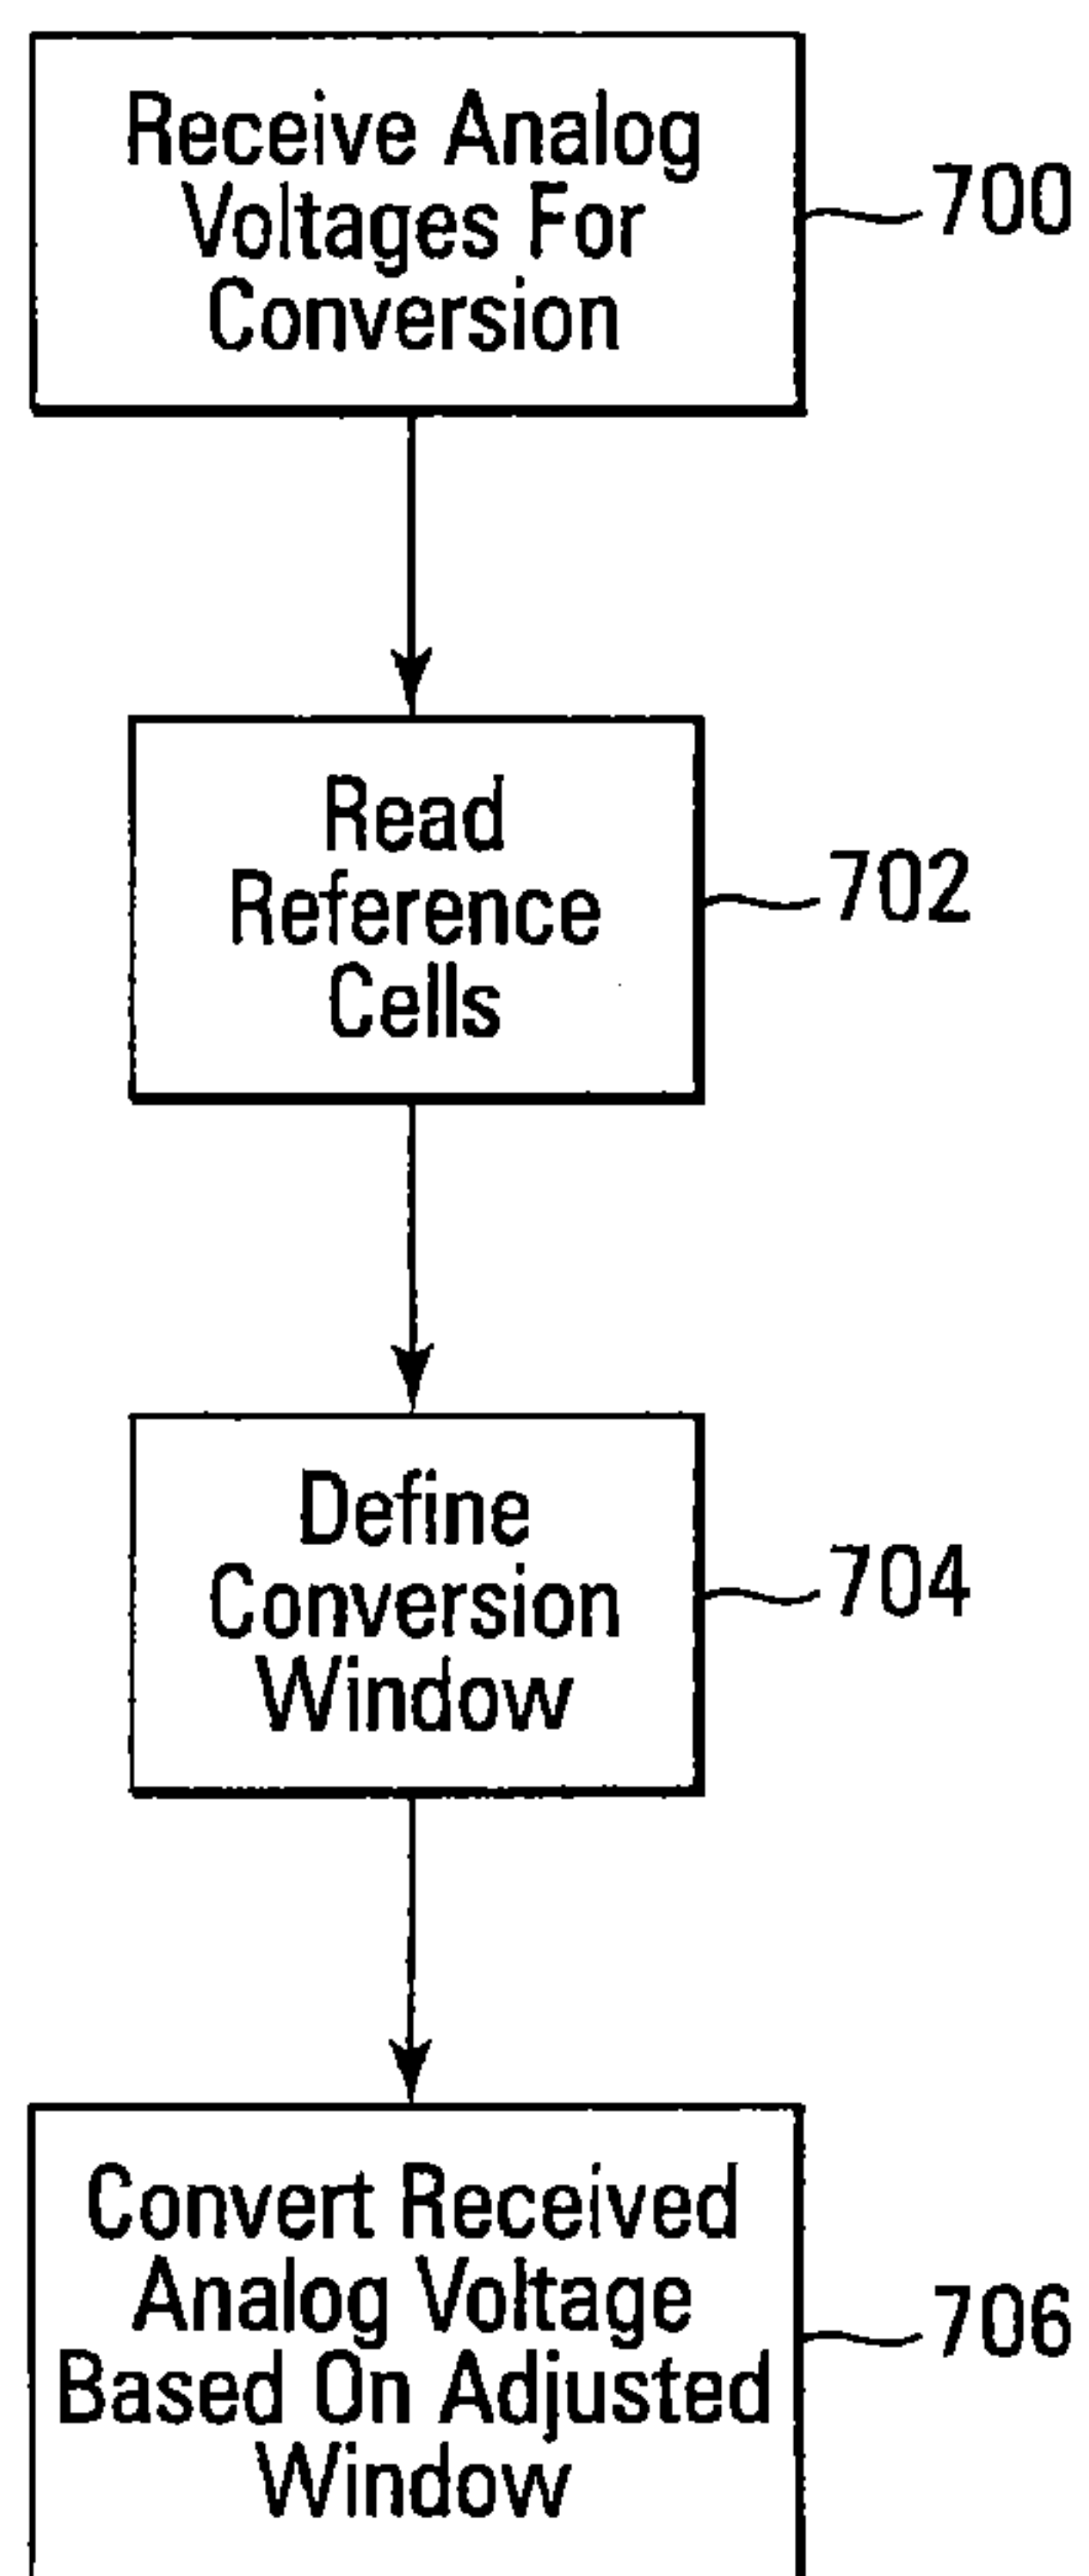 Receive Analog
Voltages For
Conversion
700
Read
Reference
Cells
702
Define
Conversion
Window
704
Convert Received
Analog Voltage
Based On Adjusted
Window
706